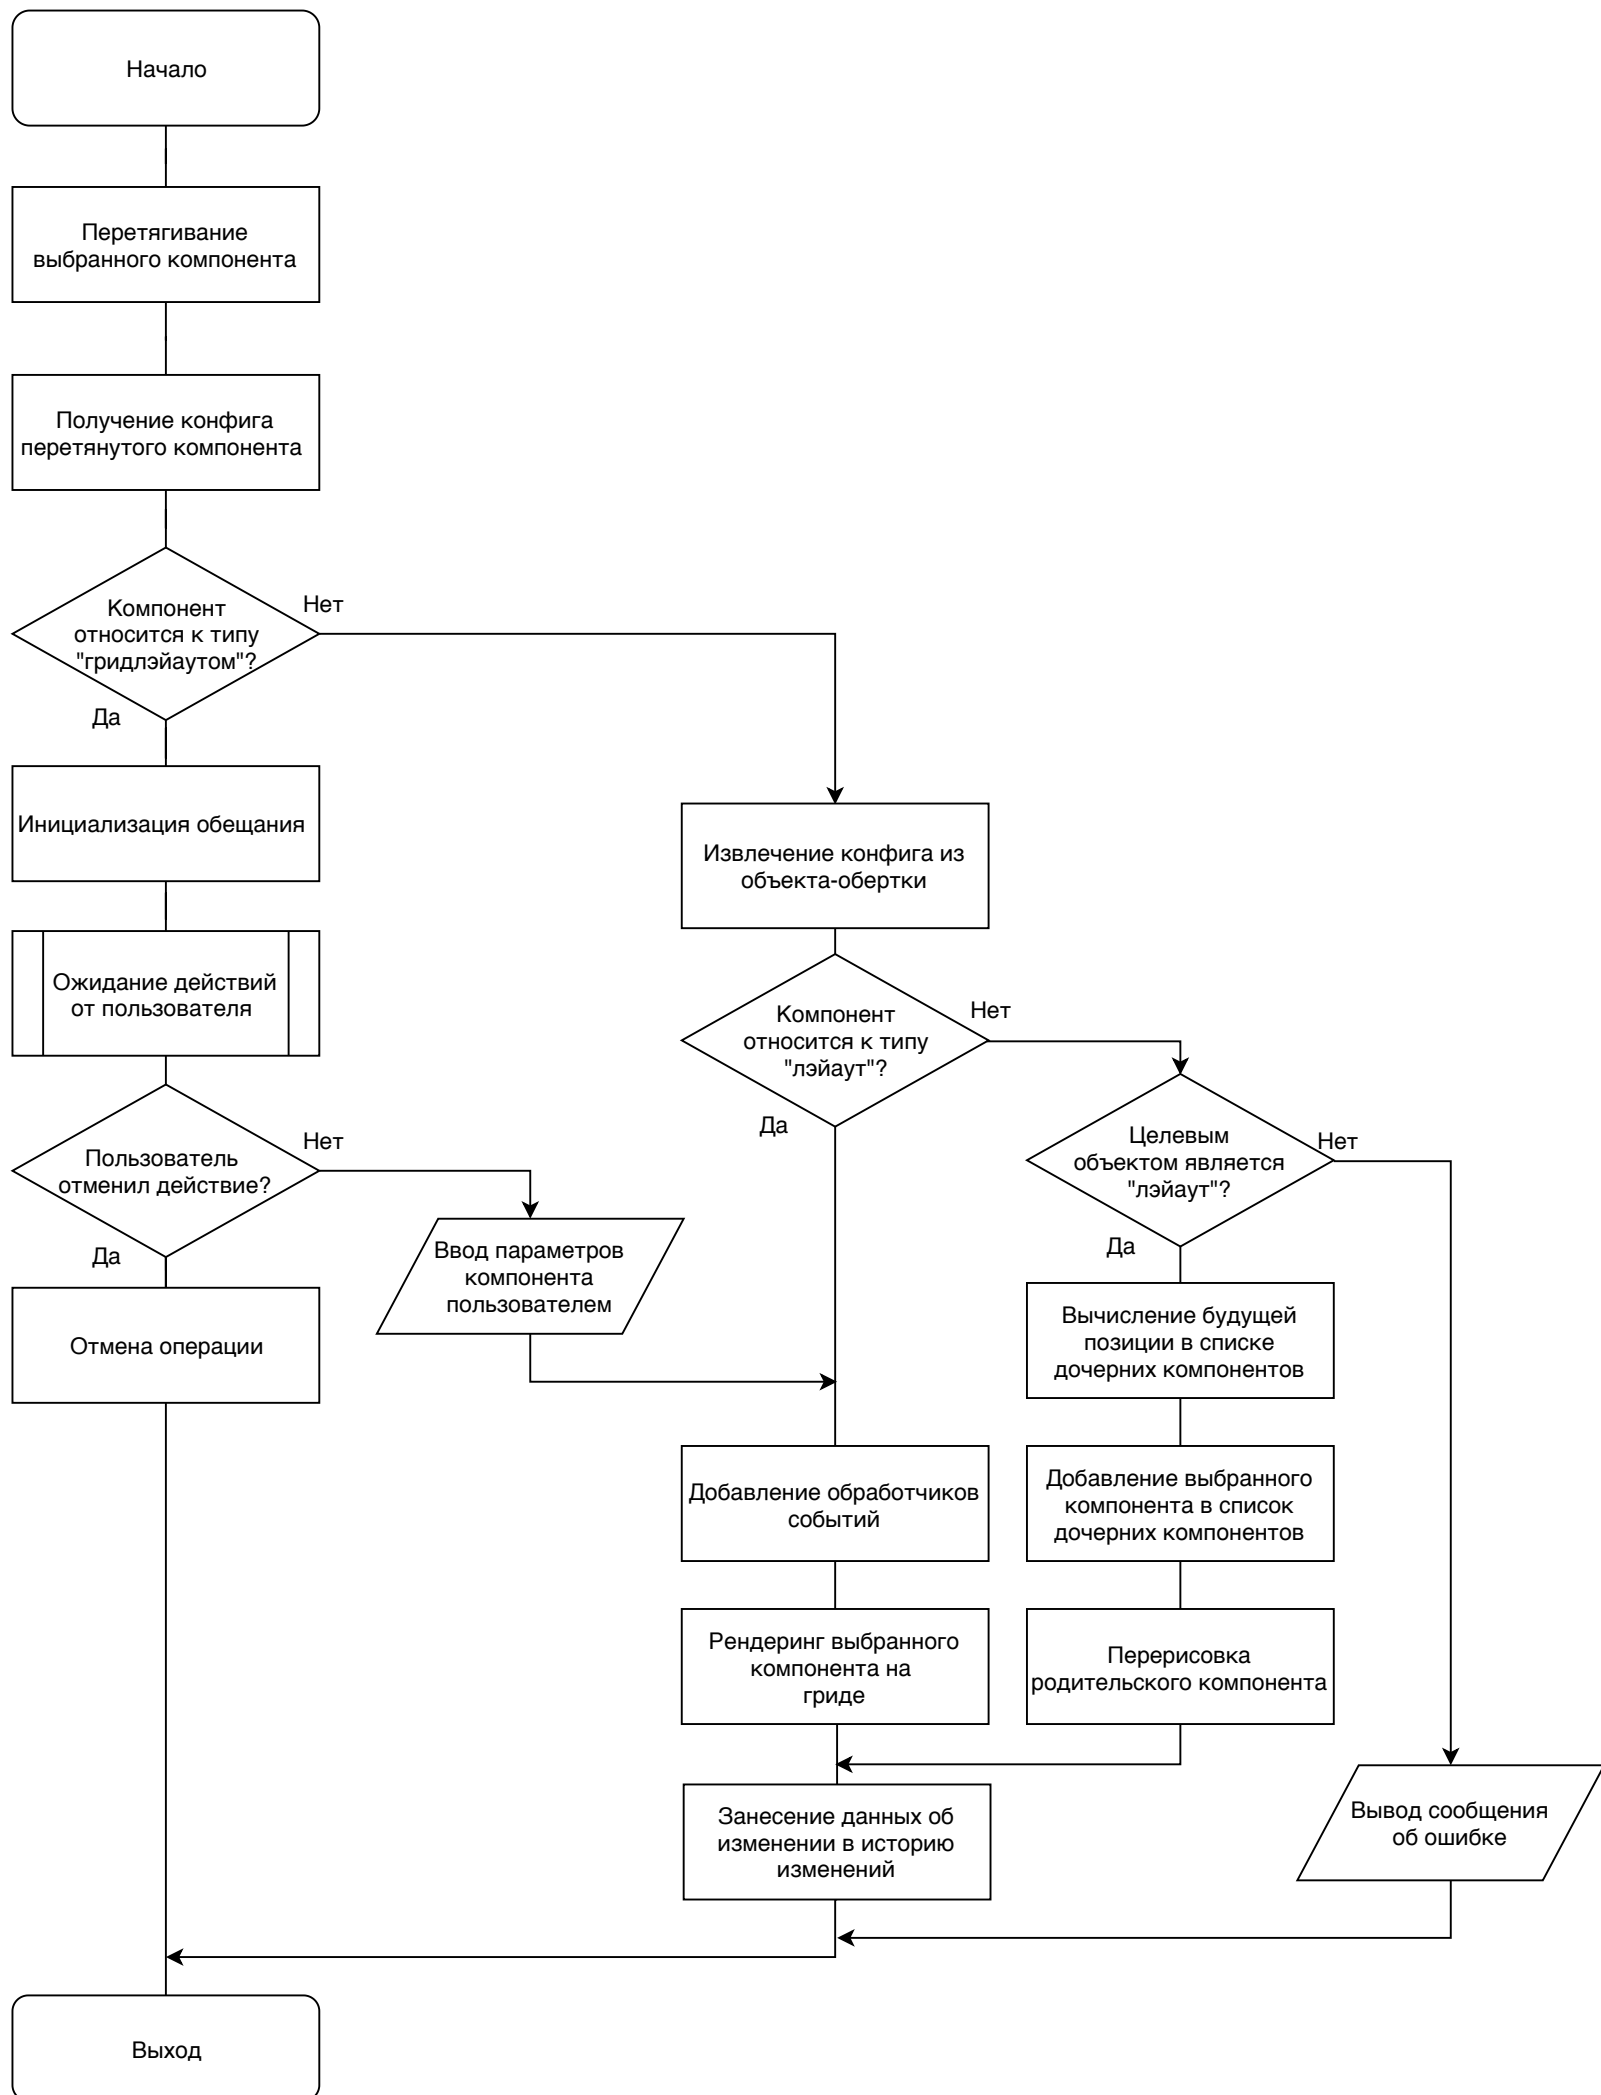 Начало
Перетягивание
выбранного компонента
Получение конфига
перетянутого компонента
Компонент
относится к типу
"гридлэйаутом"?
Нет
Да
Инициализация обещания
Ожидание действий
от пользователя
Пользователь
отменил действие?
Нет
Да
Отмена операции
Ввод параметров
компонента
пользователем
Извлечение конфига из
объекта-обертки
Компонент
относится к типу
"лэйаут"?
Нет
Да
Целевым
объектом является
"лэйаут"?
Нет
Да
Вычисление будущей
позиции в списке
дочерних компонентов
Добавление обработчиков
событий
Добавление выбранного
компонента в список
дочерних компонентов
Рендеринг выбранного
компонента на
гриде
Перерисовка
родительского компонента
Занесение данных об
изменении в историю
изменений
Вывод сообщения
об ошибке
Выход